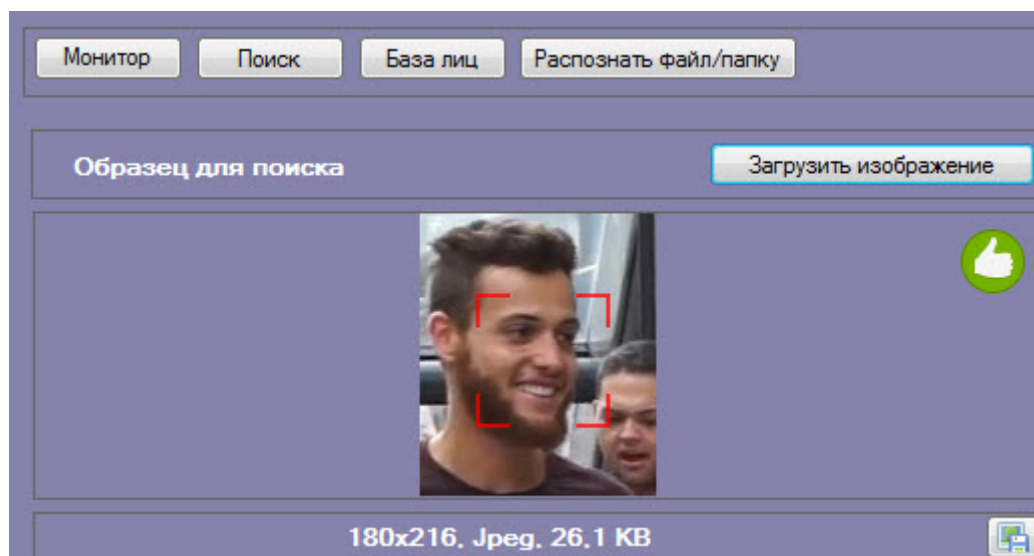 Монитор Поиск База лиц Распознать файл/папку
Образец для поиска Загрузить изображение
180x216, Jpeg, 26,1 KB